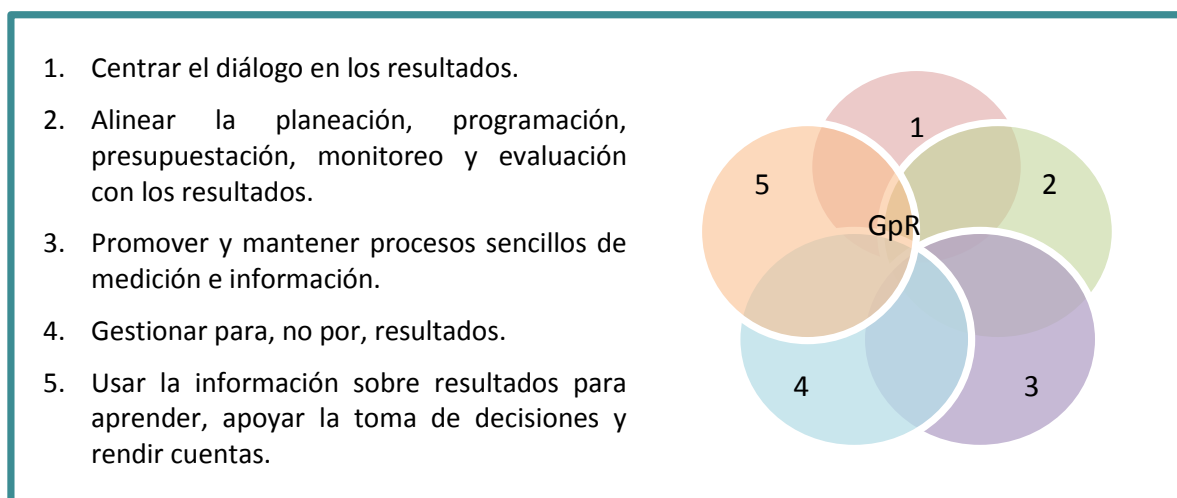 1. Centrar el diálogo en los resultados.
2. Alinear la planeación, programación,
presupuestación, monitoreo y evaluación
con los resultados.
3. Promover y mantener procesos sencillos de
medición e información.
4. Gestionar para, no por, resultados.
5. Usar la información sobre resultados para
aprender, apoyar la toma de decisiones y
rendir cuentas.
1
5
2
GpR
4
3